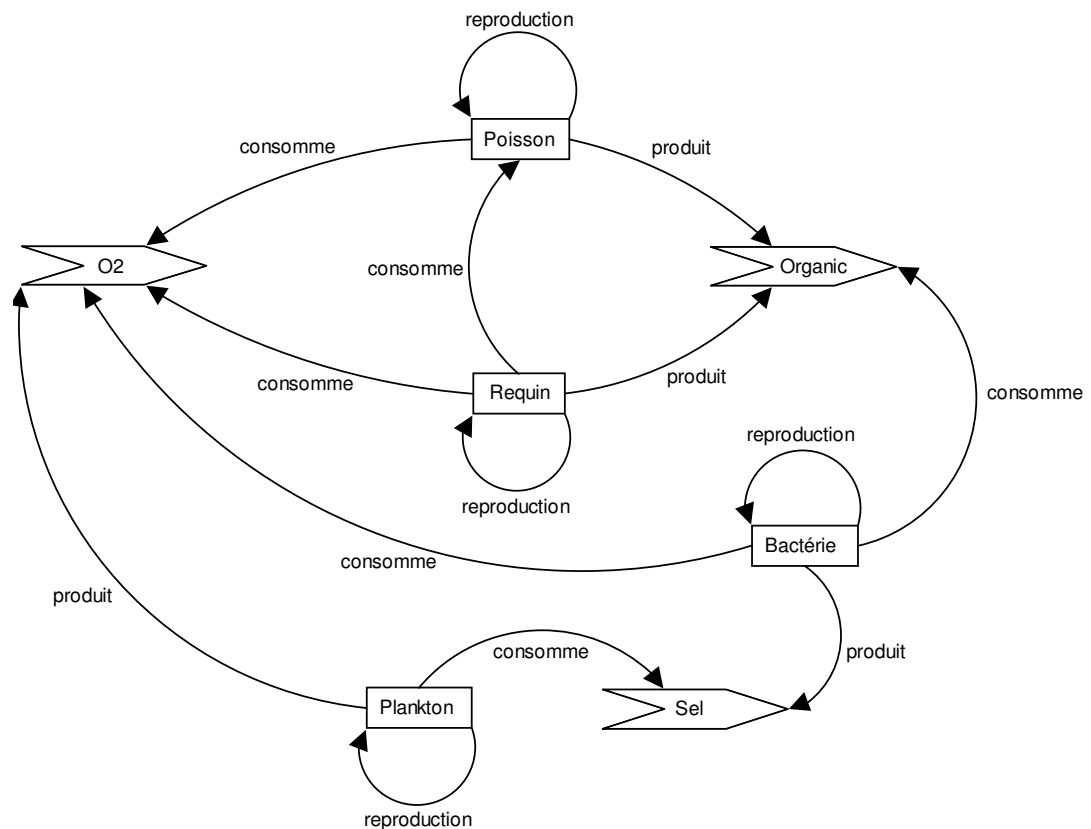 reproduction
Poisson
consomme
produit
O2
consomme
Organic
consomme
produit
Requin
consomme
reproduction
reproduction
Bactérie
consomme
produit
consomme
produit
Plankton
Sel
reproduction